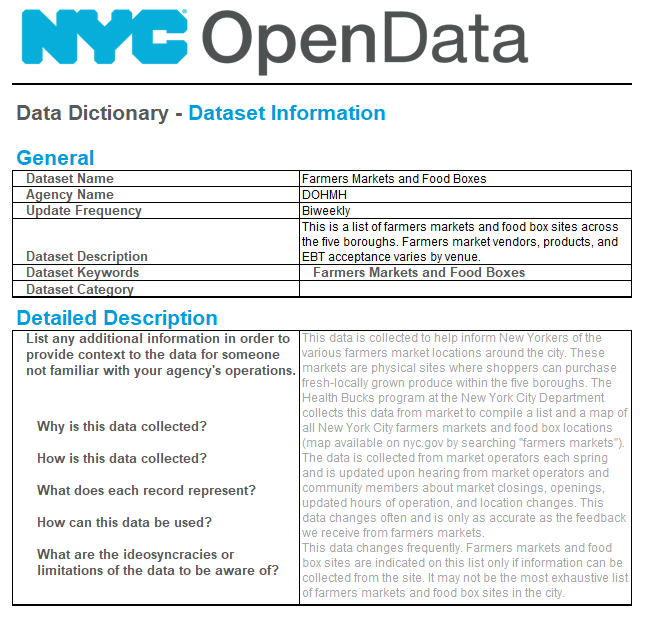 NYC OpenData
Data Dictionary - Dataset Information
General
Dataset Name Farmers Markets and Food Boxes
Agency Name DOHMH
Update Frequency Biweekly
Dataset Description This is a list of farmers markets and food box sites across
the five boroughs. Farmers market vendors, products, and
EBT acceptance varies by venue.
Dataset Keywords Farmers Markets and Food Boxes
Dataset Category
Detailed Description
List any additional information in order to
provide context to the data for someone
not familiar with your agency's operations.
Why is this data collected?
How is this data collected?
What does each record represent?
How can this data be used?
What are the ideosyncracies or
limitations of the data to be aware of?
This data is collected to help inform New Yorkers of the
various farmers market locations around the city. These
markets are physical sites where shoppers can purchase
fresh-locally grown produce within the five boroughs. The
Health Bucks program at the New York City Department
collects this data from market to compile a list and a map of
all New York City farmers markets and food box locations
(map available on nyc.gov by searching "farmers markets").
The data is collected from market operators each spring
and is updated upon hearing from market operators and
community members about market closings, openings,
updated hours of operation, and location changes. This
data changes often and is only as accurate as the feedback
we receive from farmers markets.
This data changes frequently. Farmers markets and food
box sites are indicated on this list only if information can be
collected from the site. It may not be the most exhaustive list
of farmers markets and food box sites in the city.